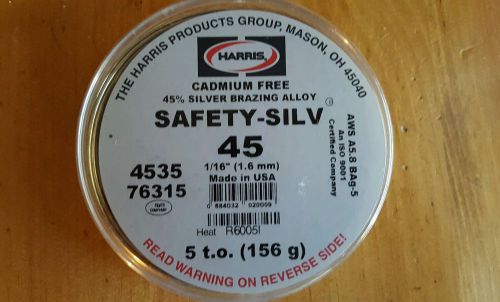 THE HARRIS PRODUCTS GROUP, MASON, OH 45040
HARRIS
CADMIUM FREE
45% SILVER BRAZING ALLOY
SAFETY-SILV ®
45
1/16" (1.6 mm)
Made in USA
4535
76315
AWS A5.8 BAg-5
An ISO 9001
Certified Company
Heat R6005I
5 t.o. (156 g)
READ WARNING ON REVERSE SIDE!